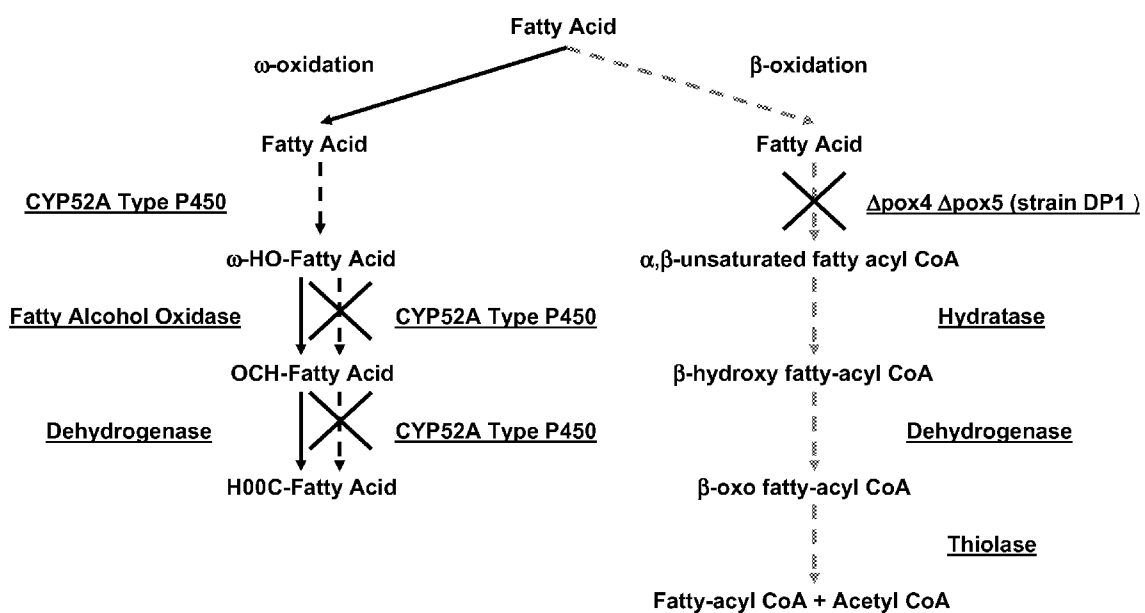 Fatty Acid
ω-oxidation
β-oxidation
Fatty Acid
Fatty Acid
CYP52A Type P450
Δpox4 Δpox5 (strain DP1 )
ω-HO-Fatty Acid
α,β-unsaturated fatty acyl CoA
Fatty Alcohol Oxidase
CYP52A Type P450
Hydratase
OCH-Fatty Acid
β-hydroxy fatty-acyl CoA
Dehydrogenase
CYP52A Type P450
Dehydrogenase
H00C-Fatty Acid
β-oxo fatty-acyl CoA
Thiolase
Fatty-acyl CoA + Acetyl CoA